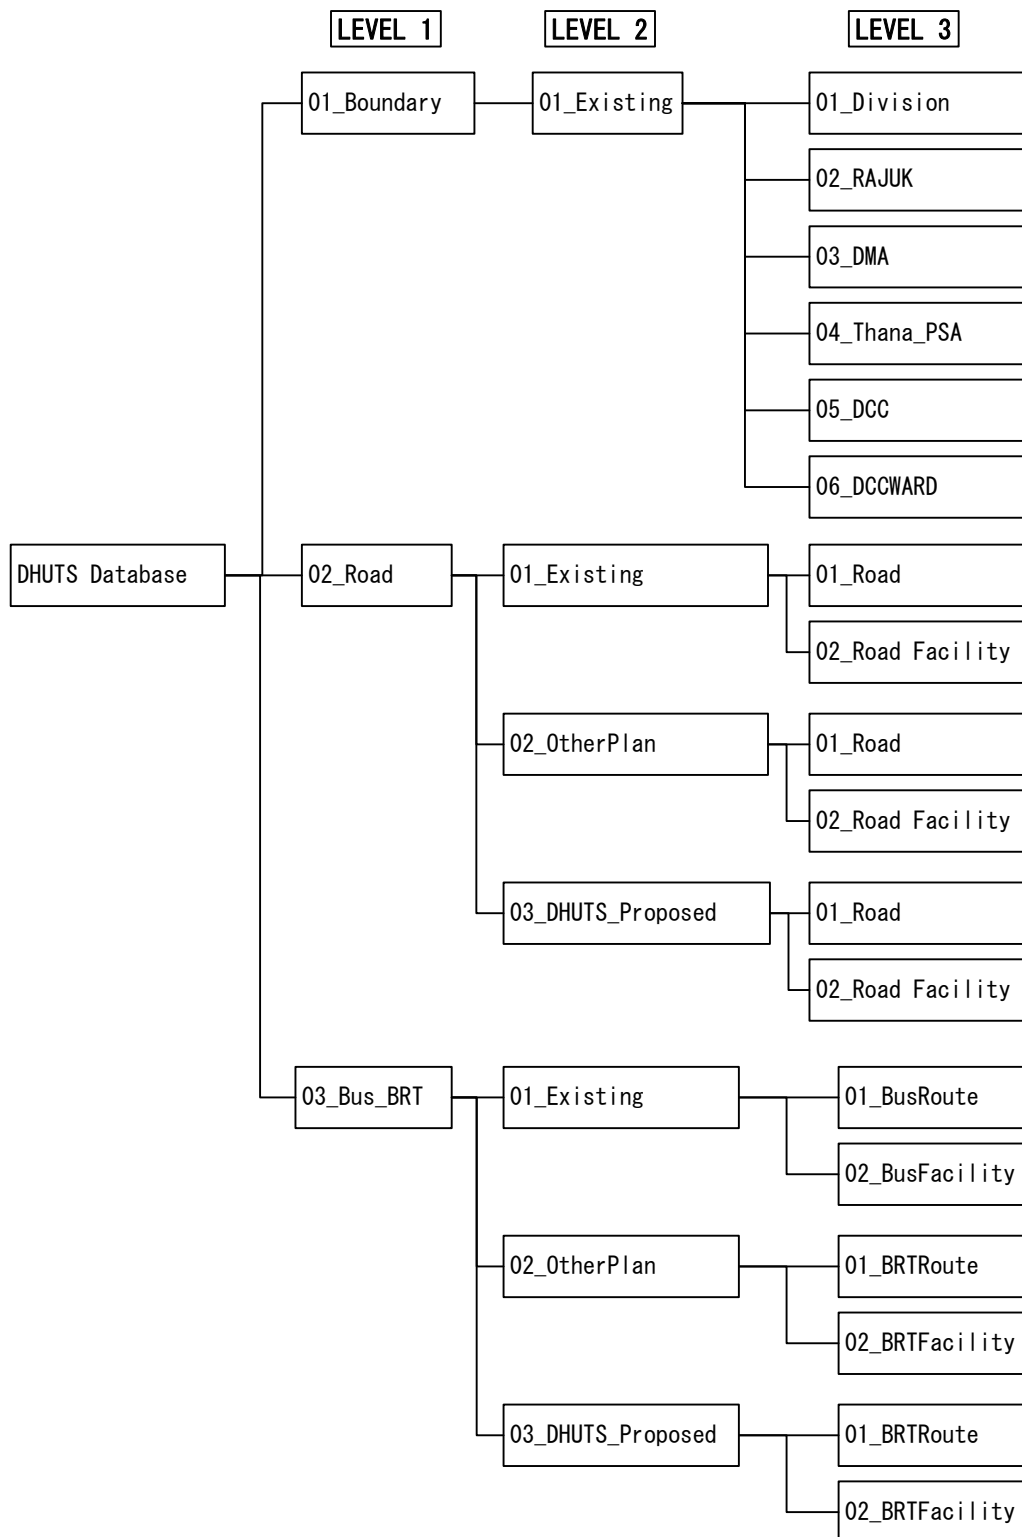 LEVEL 1 LEVEL 2 LEVEL 3
01_Boundary 01_Existing 01_Division
02_RAJUK
03_DMA
04_Thana_PSA
05_DCC
06_DCCWARD
DHUTS Database 02_Road 01_Existing 01_Road
02_Road Facility
02_OtherPlan 01_Road
02_Road Facility
03_DHUTS_Proposed 01_Road
02_Road Facility
03_Bus_BRT 01_Existing 01_BusRoute
02_BusFacility
02_OtherPlan 01_BRTRoute
02_BRTFacility
03_DHUTS_Proposed 01_BRTRoute
02_BRTFacility